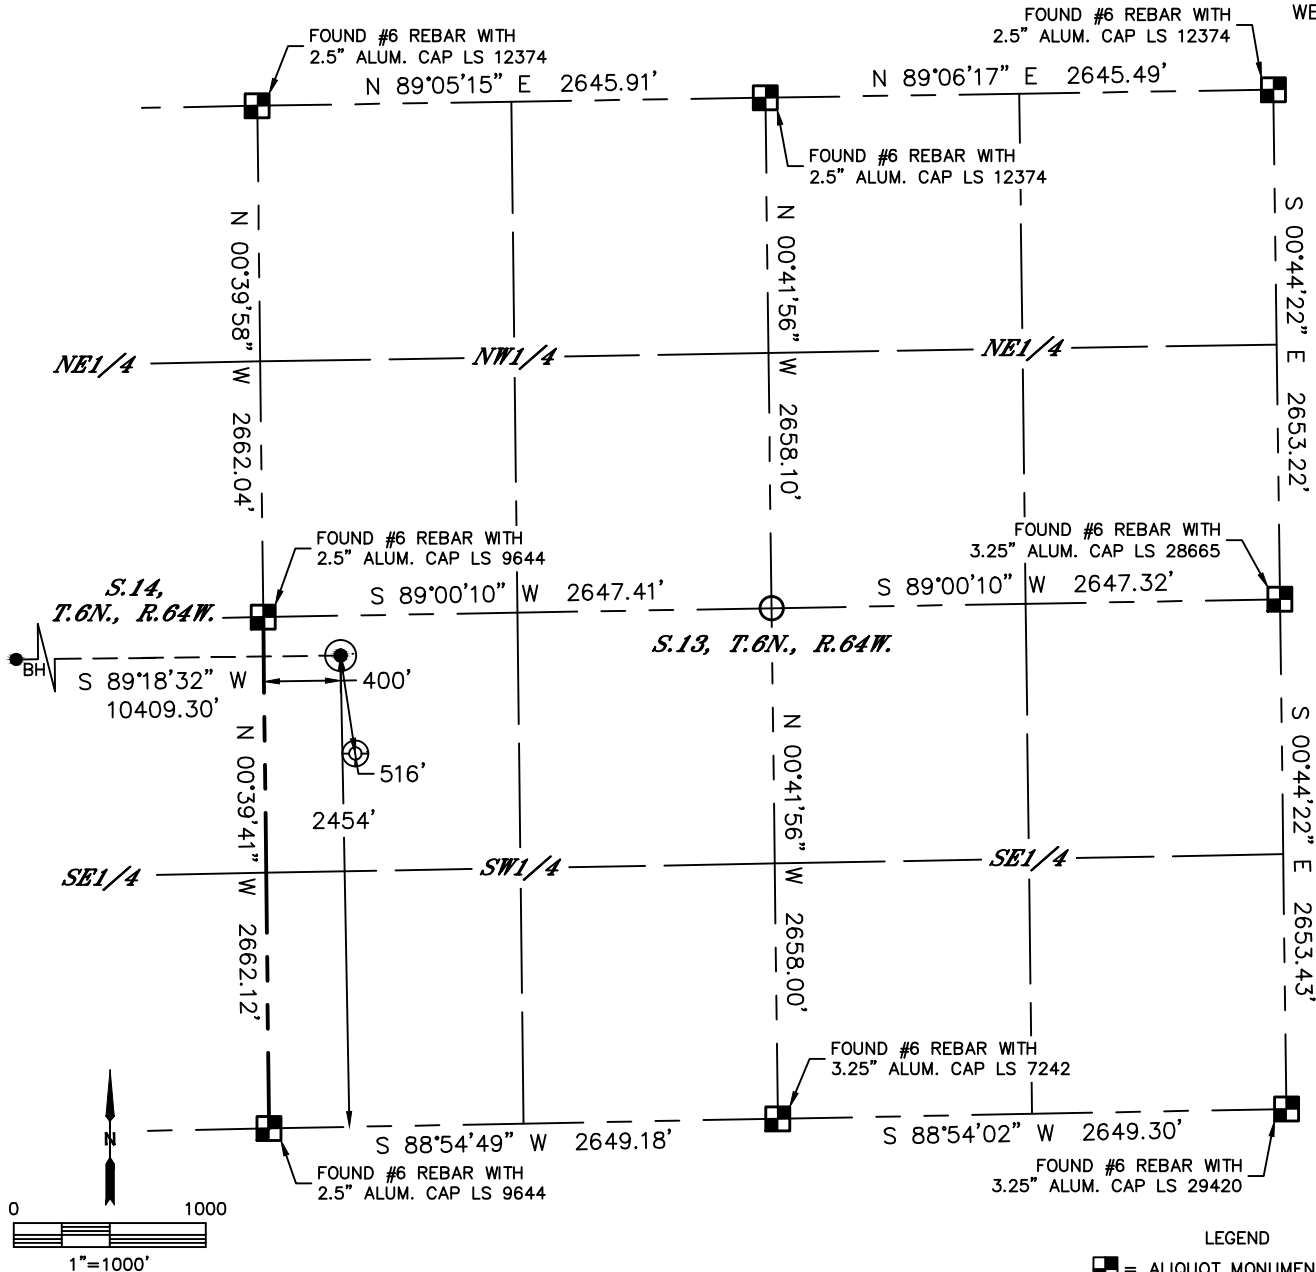 FOUND #6 REBAR WITH
2.5" ALUM. CAP LS 12374
FOUND #6 REBAR WITH
2.5" ALUM. CAP LS 12374
N 89°05'15" E 2645.91'
N 89°06'17" E 2645.49'
FOUND #6 REBAR WITH
2.5" ALUM. CAP LS 12374
N 00°39'58" W 2662.04'
N 00°41'56" W 2658.10'
S 00°44'22" E 2653.22'
NE1/4
NW1/4
NE1/4
FOUND #6 REBAR WITH
2.5" ALUM. CAP LS 9644
FOUND #6 REBAR WITH
3.25" ALUM. CAP LS 28665
S.14,
T.6N., R.64W.
S 89°00'10" W 2647.41'
S 89°00'10" W 2647.32'
S.13, T.6N., R.64W.
BH
S 89°18'32" W
10409.30'
400'
516'
2454'
N 00°39'41" W 2662.12'
N 00°41'56" W 2658.00'
S 00°44'22" E 2653.43'
SE1/4
SW1/4
SE1/4
FOUND #6 REBAR WITH
3.25" ALUM. CAP LS 7242
S 88°54'49" W 2649.18'
S 88°54'02" W 2649.30'
FOUND #6 REBAR WITH
2.5" ALUM. CAP LS 9644
FOUND #6 REBAR WITH
3.25" ALUM. CAP LS 29420
N
0 1000
1"=1000'
LEGEND
= ALIQUOT MONUMEN